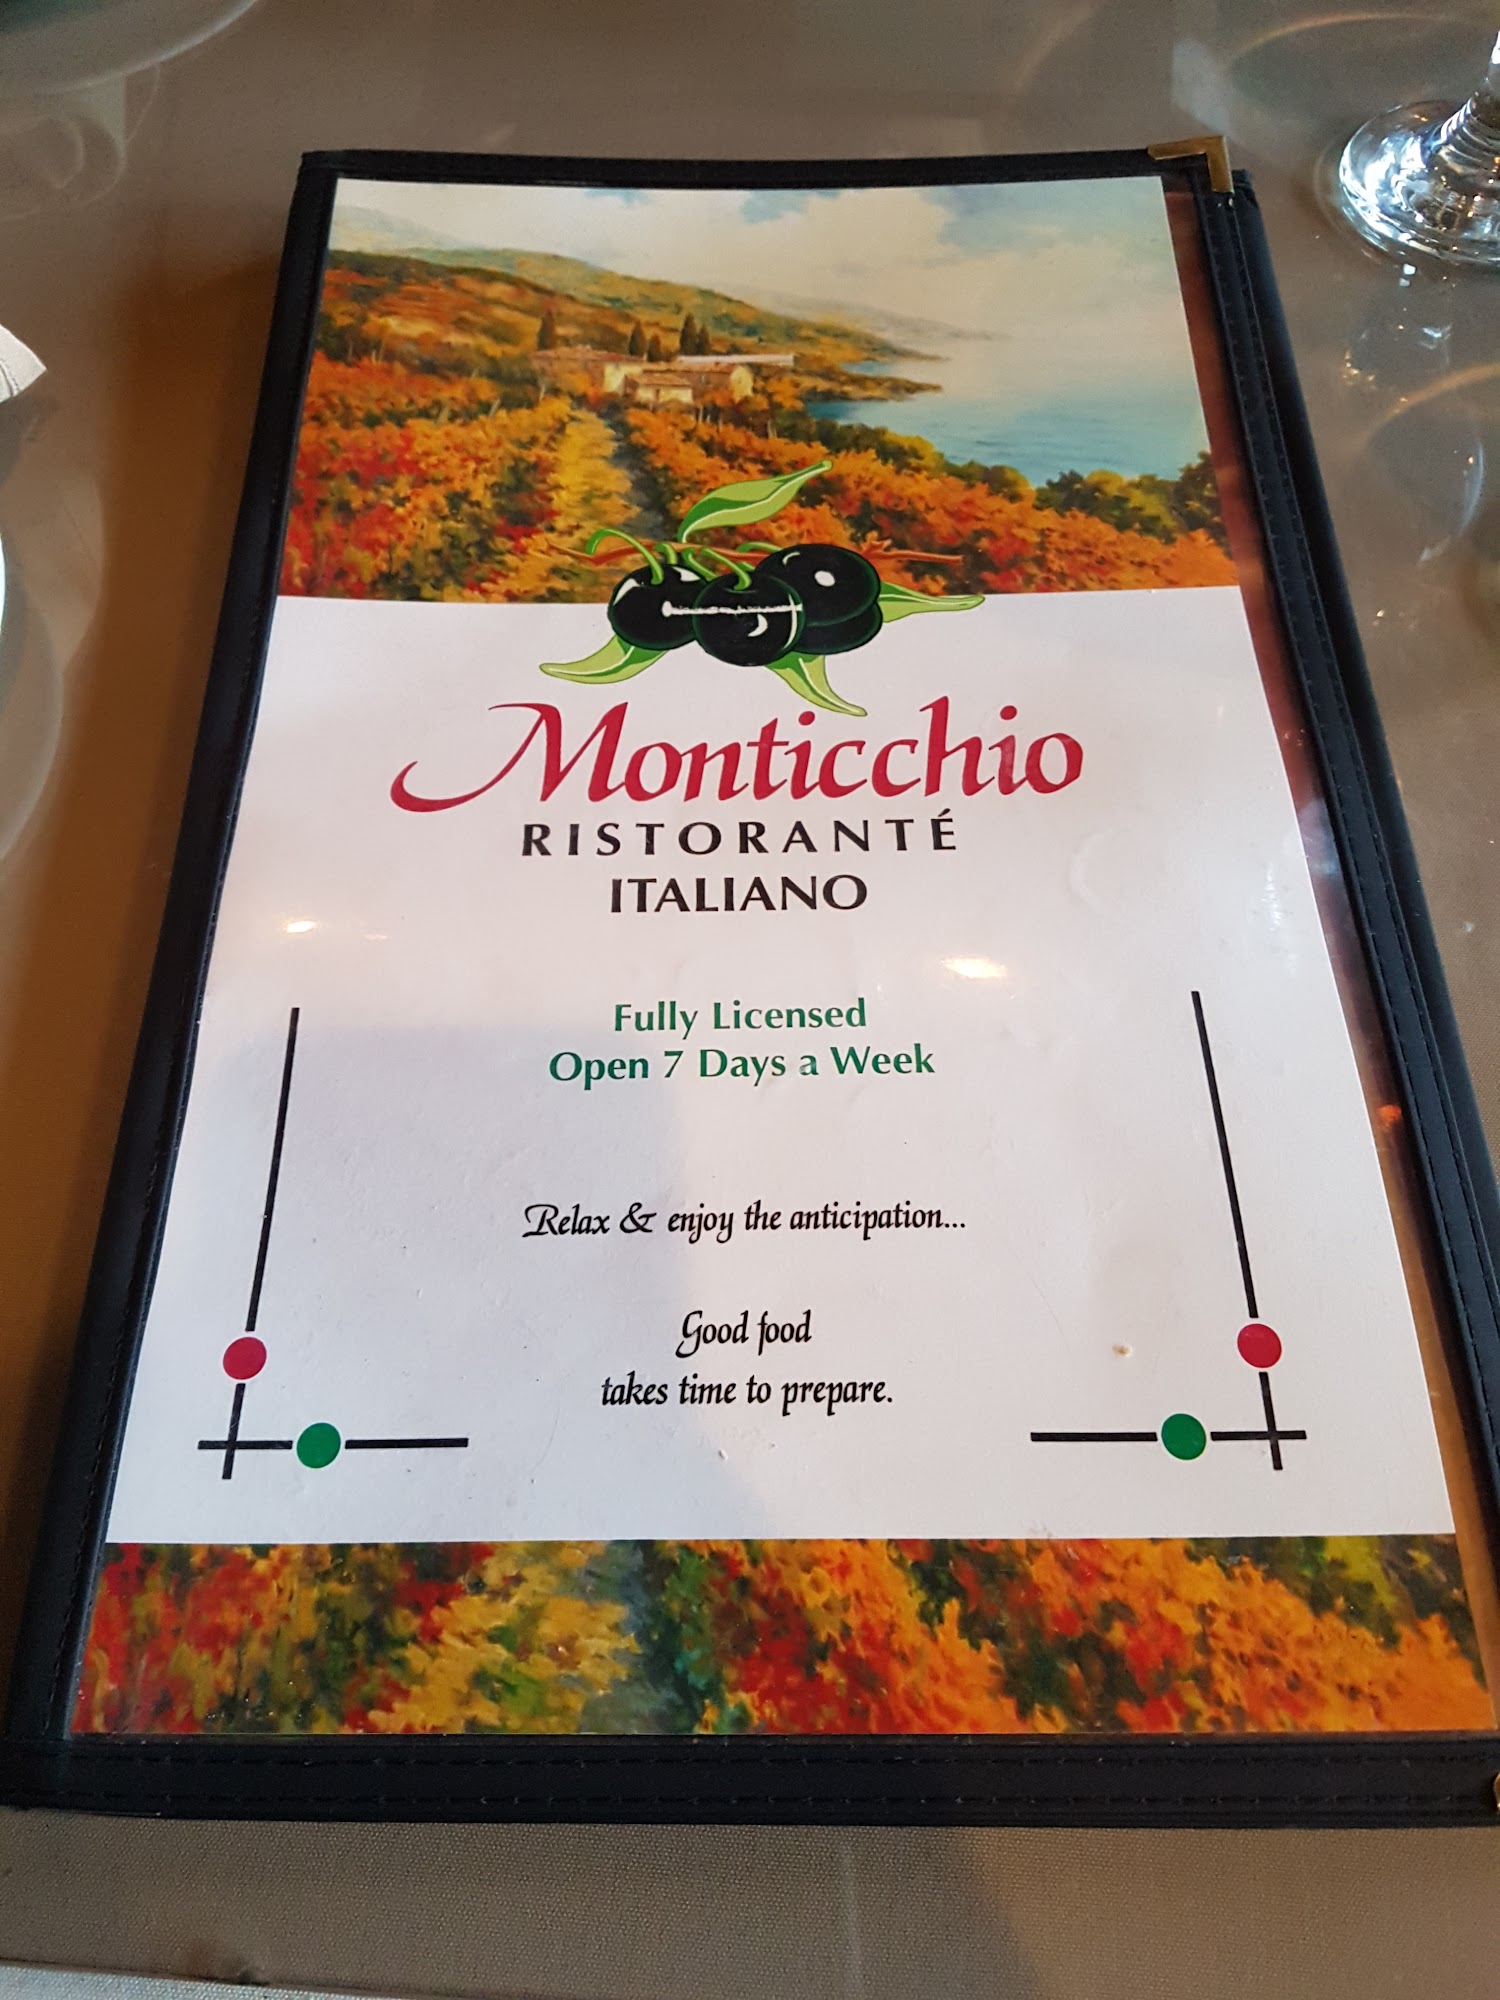 Monticchio
RISTORANTÉ
ITALIANO
Fully Licensed
Open 7 Days a Week
Relax & enjoy the anticipation...
Good food
takes time to prepare.